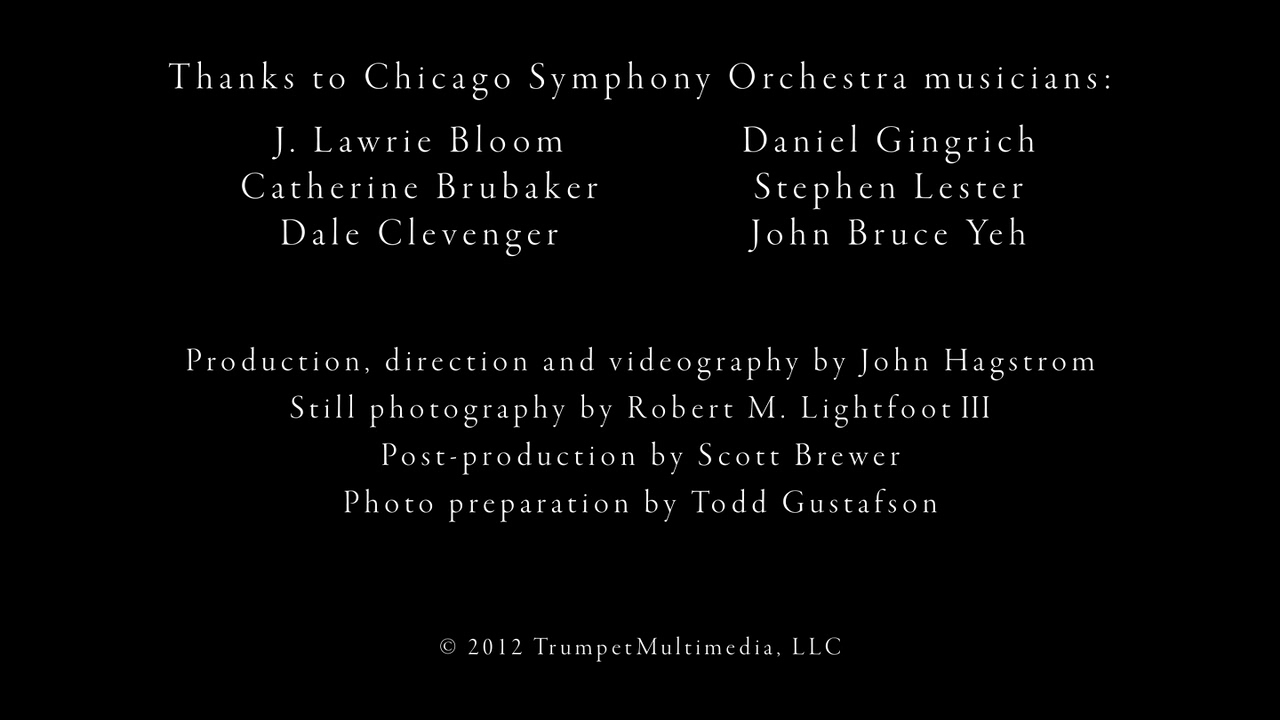 Thanks to Chicago Symphony Orchestra musicians:
J. Lawrie Bloom
Catherine Brubaker
Dale Clevenger
Daniel Gingrich
Stephen Lester
John Bruce Yeh
Production, direction and videography by John Hagstrom
Still photography by Robert M. Lightfoot III
Post-production by Scott Brewer
Photo preparation by Todd Gustafson
© 2012 TrumpetMultimedia, LLC